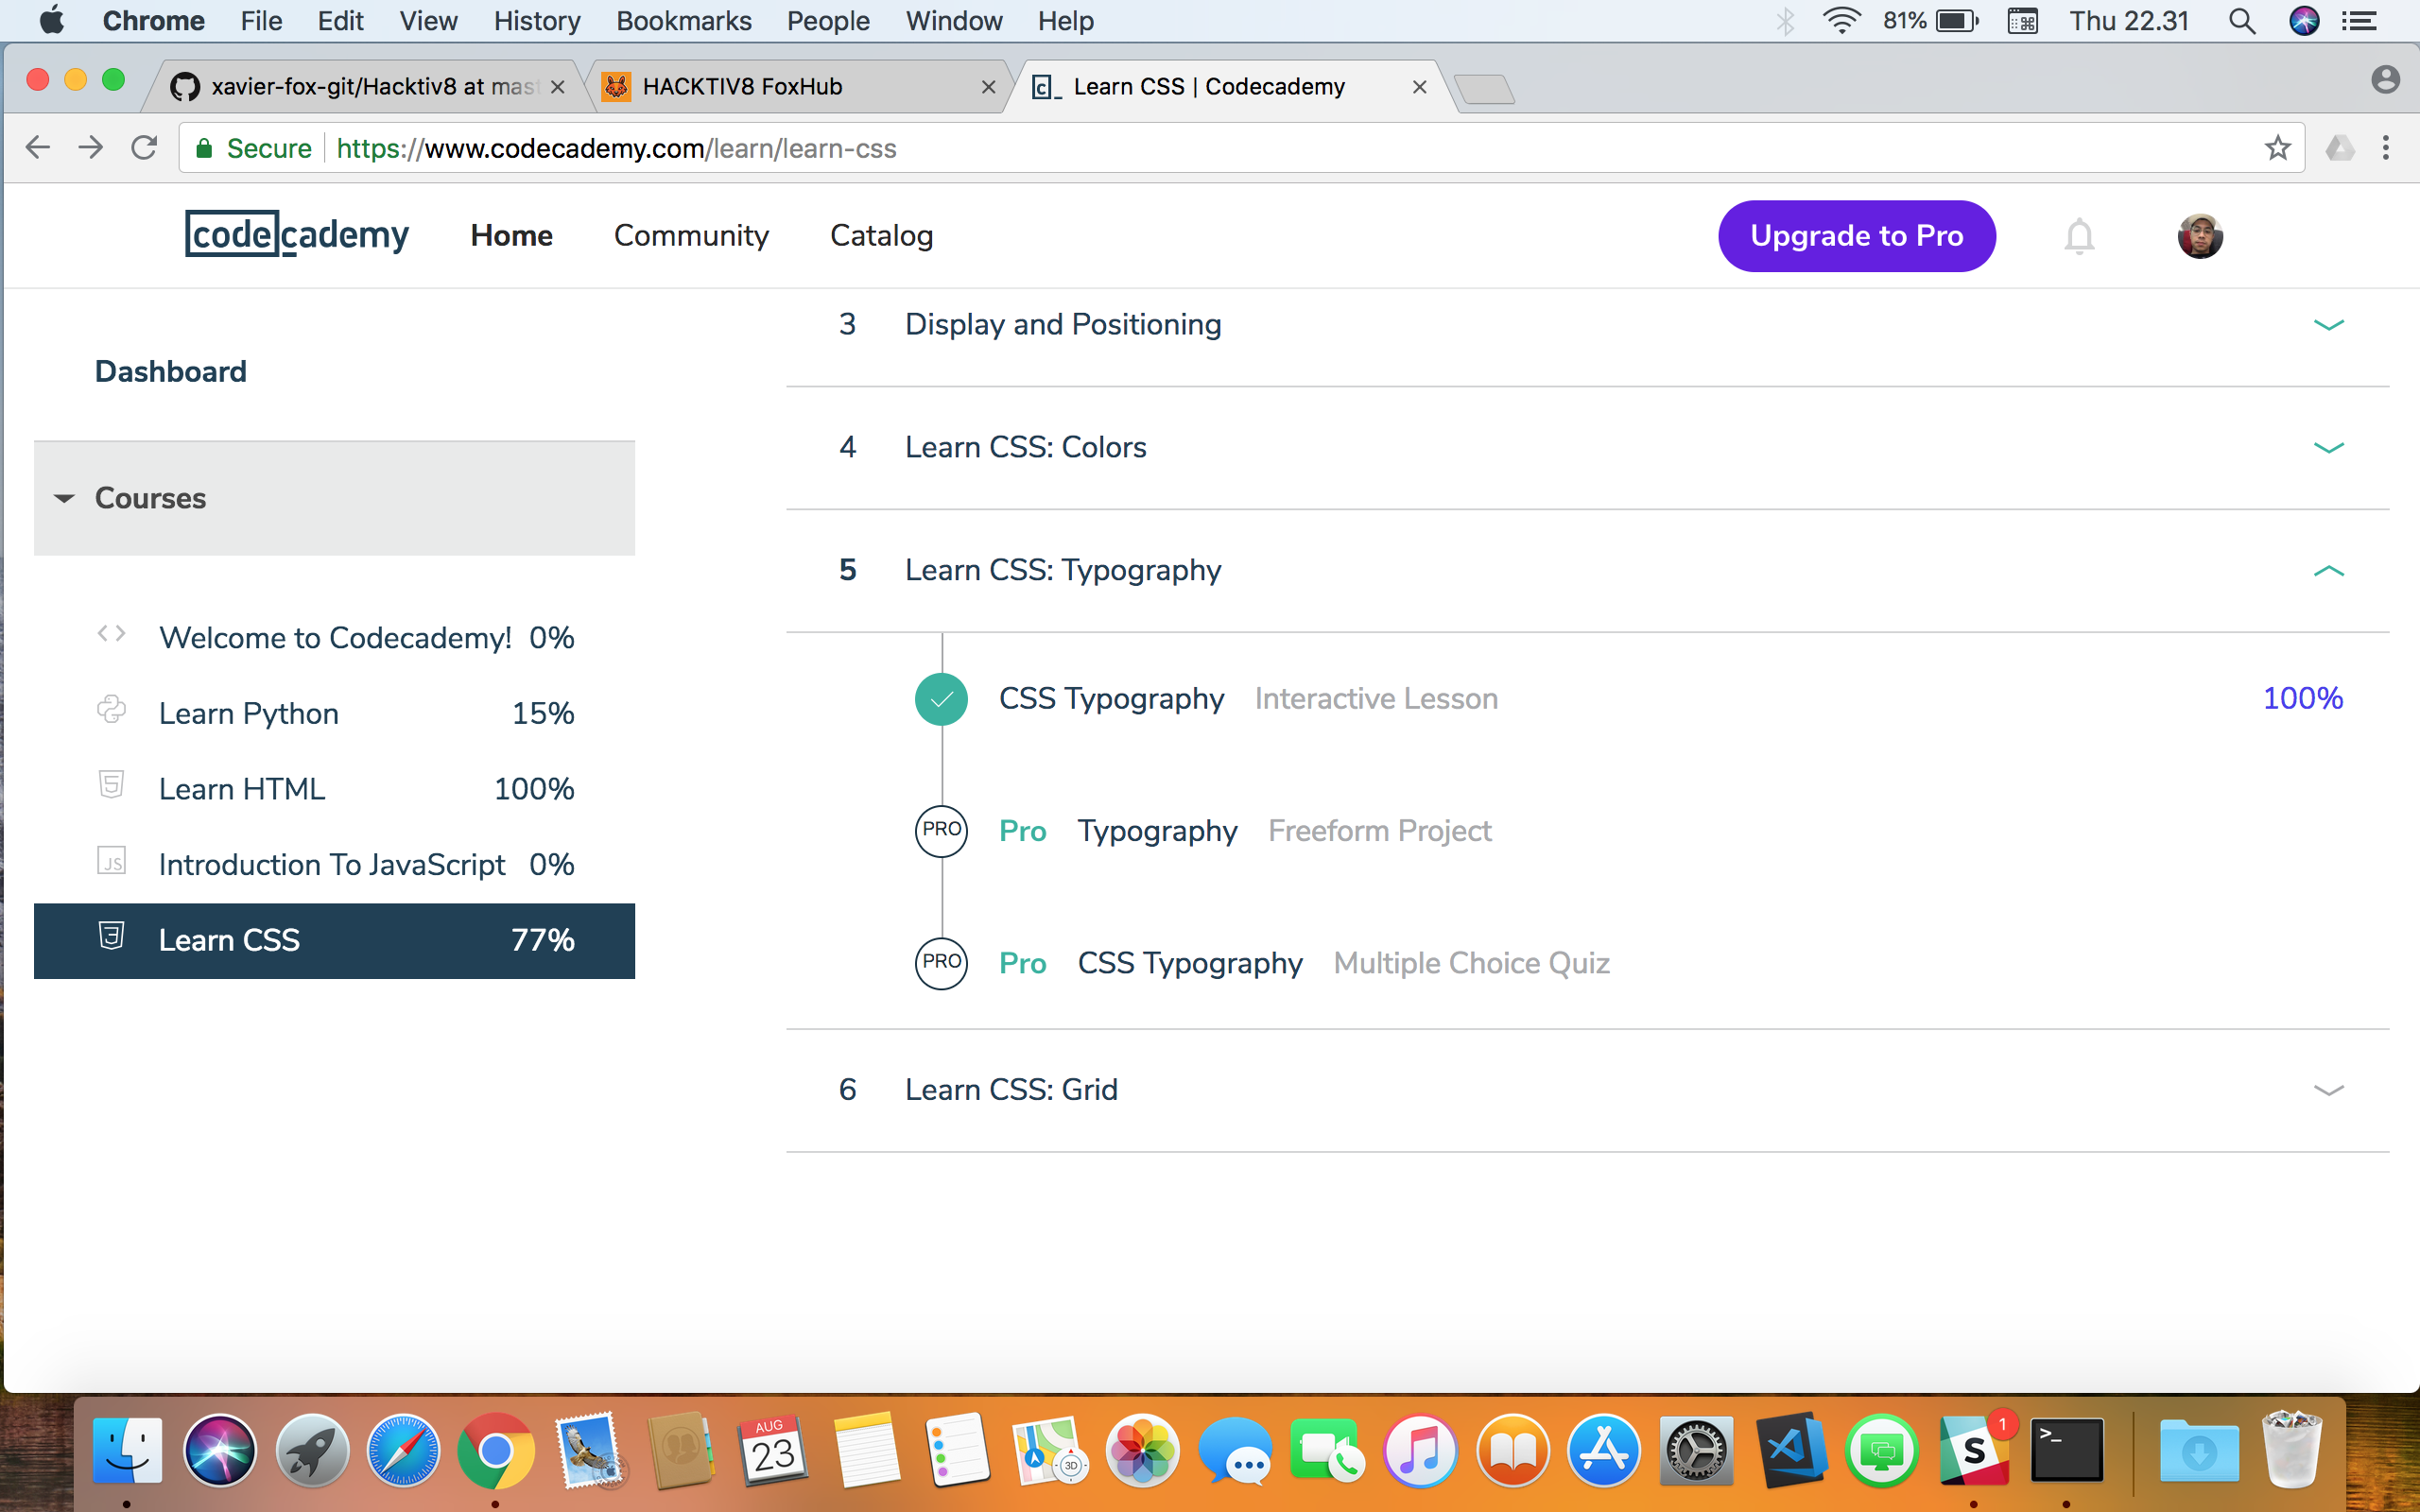 Chrome File Edit View History Bookmarks People Window Help 81% Thu 22.31
xavier-fox-git/Hacktiv8 at mast HACKTIV8 FoxHub Learn CSS | Codecademy
Secure https://www.codecademy.com/learn/learn-css
codecademy Home Community Catalog Upgrade to Pro
Dashboard
Courses
Welcome to Codecademy! 0%
Learn Python 15%
Learn HTML 100%
JS Introduction To JavaScript 0%
Learn CSS 77%
3 Display and Positioning
4 Learn CSS: Colors
5 Learn CSS: Typography
CSS Typography Interactive Lesson 100%
PRO Pro Typography Freeform Project
PRO Pro CSS Typography Multiple Choice Quiz
6 Learn CSS: Grid
AUG
23
3D
S
1
>_